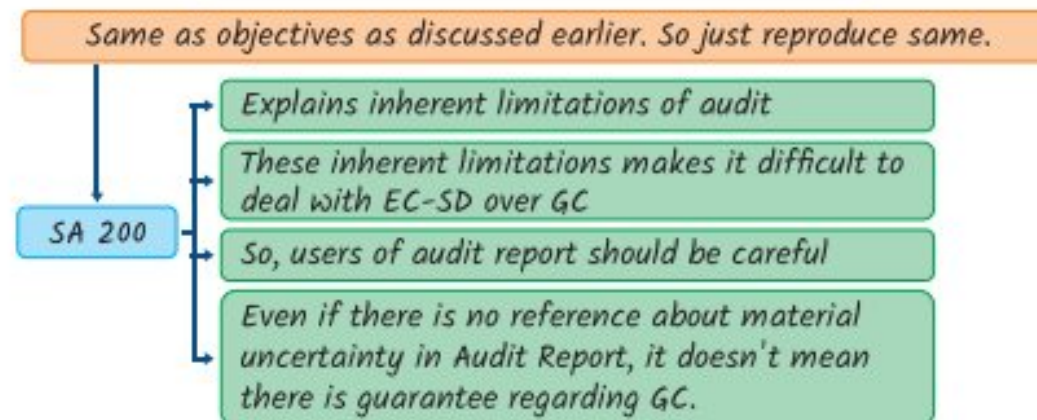 Same as objectives as discussed earlier. So just reproduce same.
Explains inherent limitations of audit
These inherent limitations makes it difficult to
deal with EC-SD over GC
SA 200
So, users of audit report should be careful
Even if there is no reference about material
uncertainty in Audit Report, it doesn't mean
there is guarantee regarding GC.